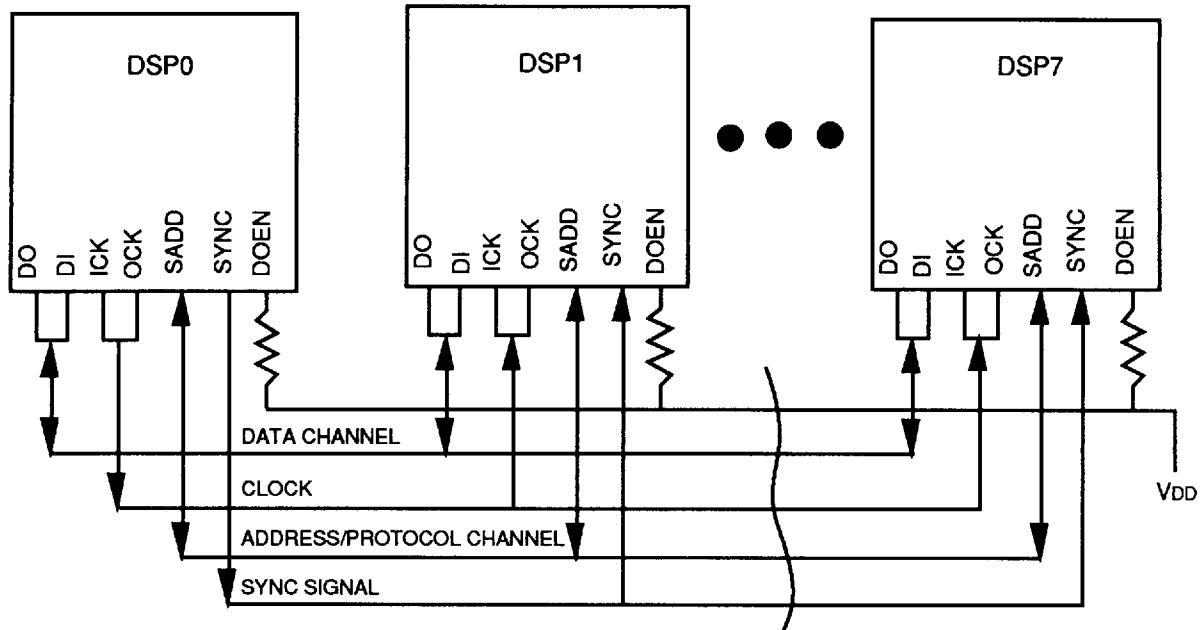 DSP0
DSP1
DSP7
DO
DI
ICK
OCK
SADD
SYNC
DOEN
DO
DI
ICK
OCK
SADD
SYNC
DOEN
DO
DI
ICK
OCK
SADD
SYNC
DOEN
DATA CHANNEL
CLOCK
VDD
ADDRESS/PROTOCOL CHANNEL
SYNC SIGNAL